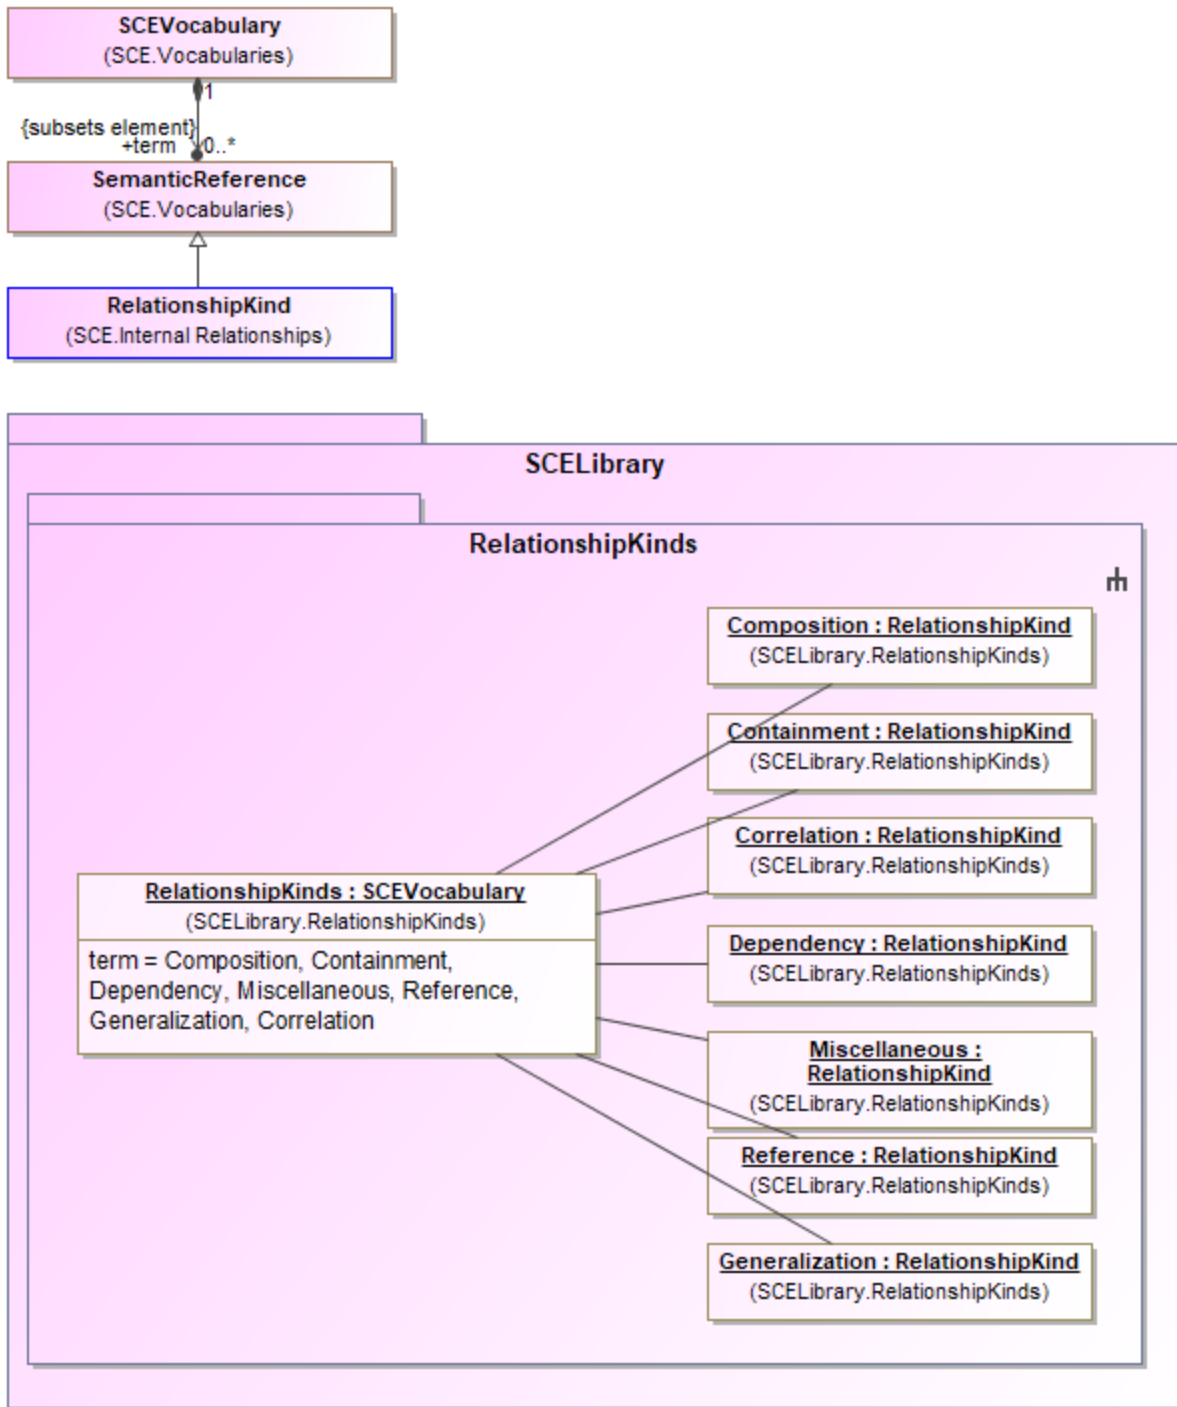 SCEVocabulary
(SCE.Vocabularies)
1
{subsets element}
+term 0..*
SemanticReference
(SCE.Vocabularies)
RelationshipKind
(SCE.Internal Relationships)
SCELibrary
RelationshipKinds
Composition : RelationshipKind
(SCELibrary.RelationshipKinds)
Containment : RelationshipKind
(SCELibrary.RelationshipKinds)
Correlation : RelationshipKind
(SCELibrary.RelationshipKinds)
RelationshipKinds : SCEVocabulary
(SCELibrary.RelationshipKinds)
term = Composition, Containment,
Dependency, Miscellaneous, Reference,
Generalization, Correlation
Dependency : RelationshipKind
(SCELibrary.RelationshipKinds)
Miscellaneous :
RelationshipKind
(SCELibrary.RelationshipKinds)
Reference : RelationshipKind
(SCELibrary.RelationshipKinds)
Generalization : RelationshipKind
(SCELibrary.RelationshipKinds)